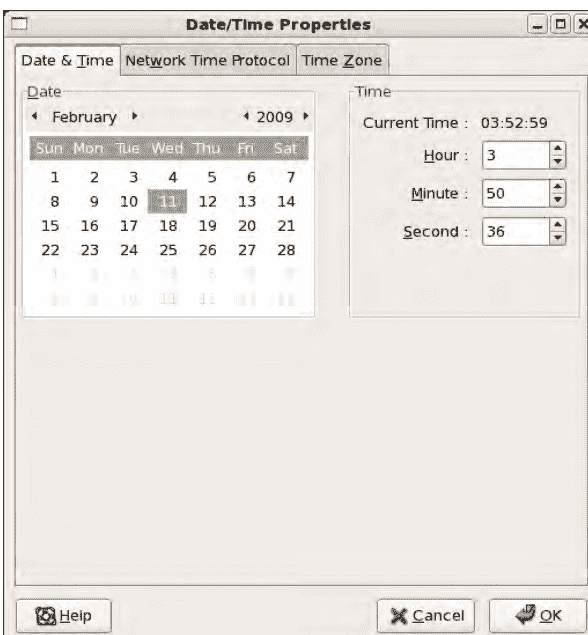 Date/Time Properties
Date & Time Network Time Protocol Time Zone
Date
February 2009
Sun Mon Tue Wed Thu Fri Sat
1 2 3 4 5 6 7
8 9 10 11 12 13 14
15 16 17 18 19 20 21
22 23 24 25 26 27 28
Time
Current Time : 03:52:59
Hour : 3
Minute : 50
Second : 36
Help Cancel OK